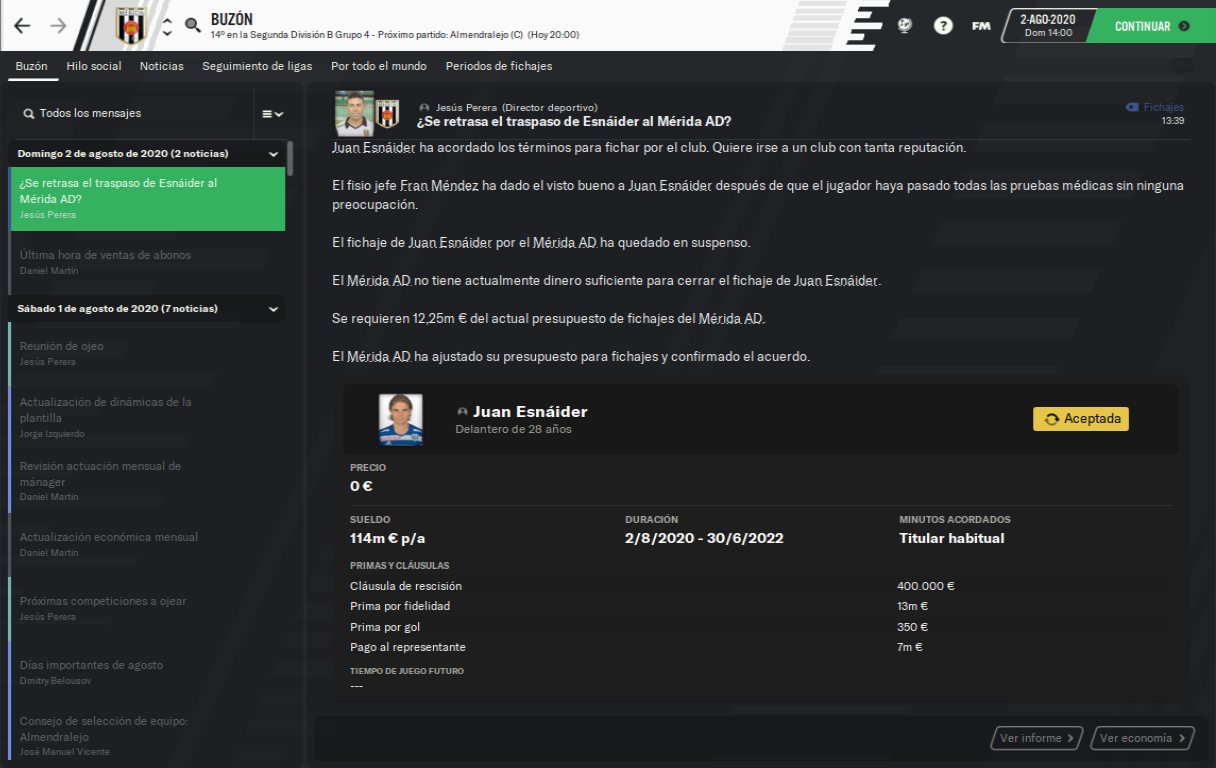 BUZÓN
14º en la Segunda División B Grupo 4 - Próximo partido: Almendralejo (C) (Hoy 20:00)
?
FM
2-AGO-2020
Dom 14:00
CONTINUAR
Buzón Hilo social Noticias Seguimiento de ligas Por todo el mundo Periodos de fichajes
Todos los mensajes
Domingo 2 de agosto de 2020 (2 noticias)
¿Se retrasa el traspaso de Esnáider al
Mérida AD?
Jesús Perera
Última hora de ventas de abonos
Daniel Martín
Sábado 1 de agosto de 2020 (7 noticias)
Reunión de ojeo
Jesús Perera
Actualización de dinámicas de la
plantilla
Jorge Izquierdo
Revisión actuación mensual de
mánager
Daniel Martín
Actualización económica mensual
Daniel Martín
Próximas competiciones a ojear
Jesús Perera
Días importantes de agosto
Dmitry Belousov
Consejo de selección de equipo:
Almendralejo
José Manuel Vicente
Jesús Perera (Director deportivo)
¿Se retrasa el traspaso de Esnáider al Mérida AD?
Fichajes
13:39
Juan Esnáider ha acordado los términos para fichar por el club. Quiere irse a un club con tanta reputación.
El fisio jefe Fran Méndez ha dado el visto bueno a Juan Esnáider después de que el jugador haya pasado todas las pruebas médicas sin ninguna
preocupación.
El fichaje de Juan Esnáider por el Mérida AD ha quedado en suspenso.
El Mérida AD no tiene actualmente dinero suficiente para cerrar el fichaje de Juan Esnáider.
Se requieren 12,25m € del actual presupuesto de fichajes del Mérida AD.
El Mérida AD ha ajustado su presupuesto para fichajes y confirmado el acuerdo.
Juan Esnáider
Delantero de 28 años
Aceptada
PRECIO
0 €
SUELDO DURACIÓN MINUTOS ACORDADOS
114m € p/a 2/8/2020 - 30/6/2022 Titular habitual
PRIMAS Y CLÁUSULAS
Cláusula de rescisión 400.000 €
Prima por fidelidad 13m €
Prima por gol 350 €
Pago al representante 7m €
TIEMPO DE JUEGO FUTURO
---
Ver informe Ver economía